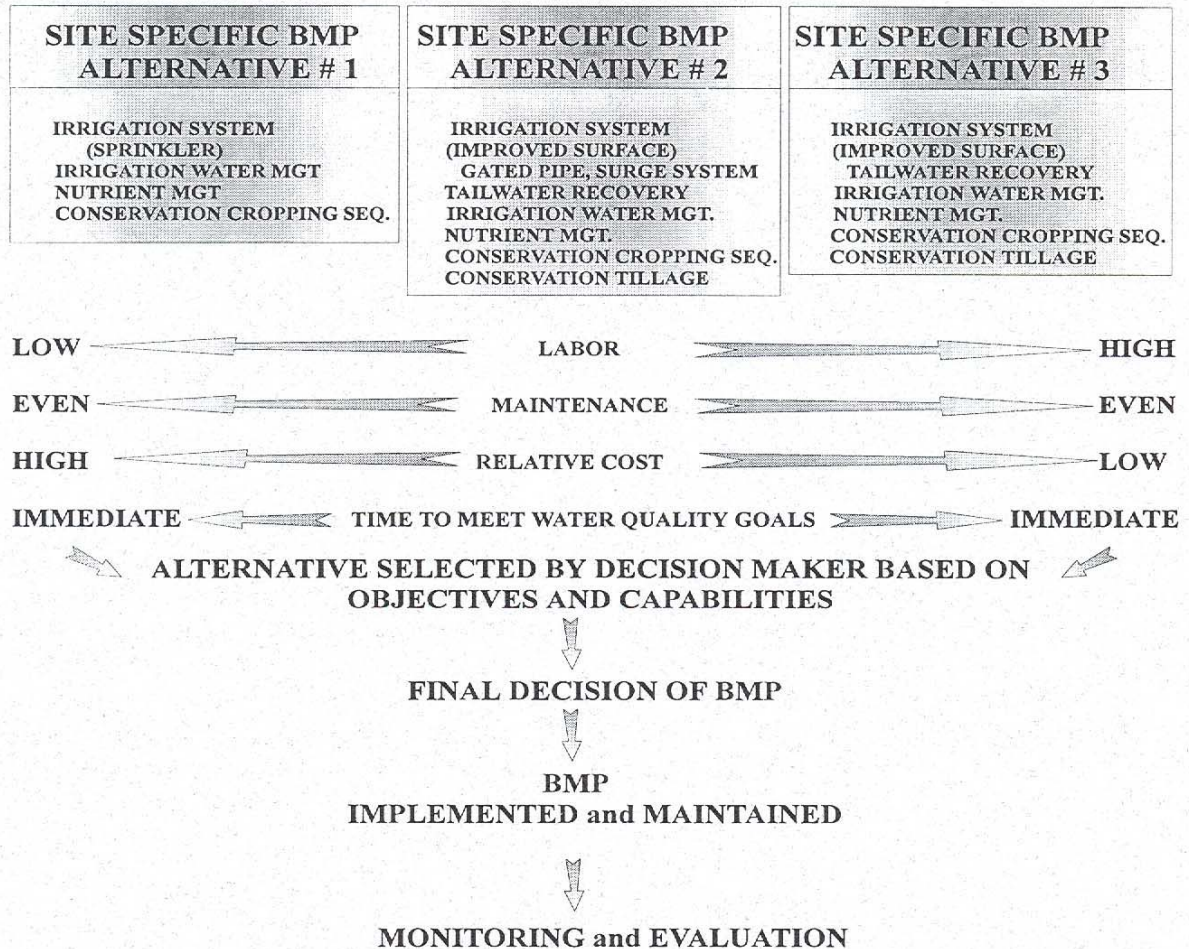 SITE SPECIFIC BMP
ALTERNATIVE # 1
IRRIGATION SYSTEM
(SPRINKLER)
IRRIGATION WATER MGT
NUTRIENT MGT
CONSERVATION CROPPING SEQ.
SITE SPECIFIC BMP
ALTERNATIVE # 2
IRRIGATION SYSTEM
(IMPROVED SURFACE)
GATED PIPE, SURGE SYSTEM
TAILWATER RECOVERY
IRRIGATION WATER MGT.
NUTRIENT MGT.
CONSERVATION CROPPING SEQ.
CONSERVATION TILLAGE
SITE SPECIFIC BMP
ALTERNATIVE # 3
IRRIGATION SYSTEM
(IMPROVED SURFACE)
TAILWATER RECOVERY
IRRIGATION WATER MGT.
NUTRIENT MGT.
CONSERVATION CROPPING SEQ.
CONSERVATION TILLAGE
LOW LABOR HIGH
EVEN MAINTENANCE EVEN
HIGH RELATIVE COST LOW
IMMEDIATE TIME TO MEET WATER QUALITY GOALS IMMEDIATE
ALTERNATIVE SELECTED BY DECISION MAKER BASED ON
OBJECTIVES AND CAPABILITIES
FINAL DECISION OF BMP
BMP
IMPLEMENTED and MAINTAINED
MONITORING and EVALUATION